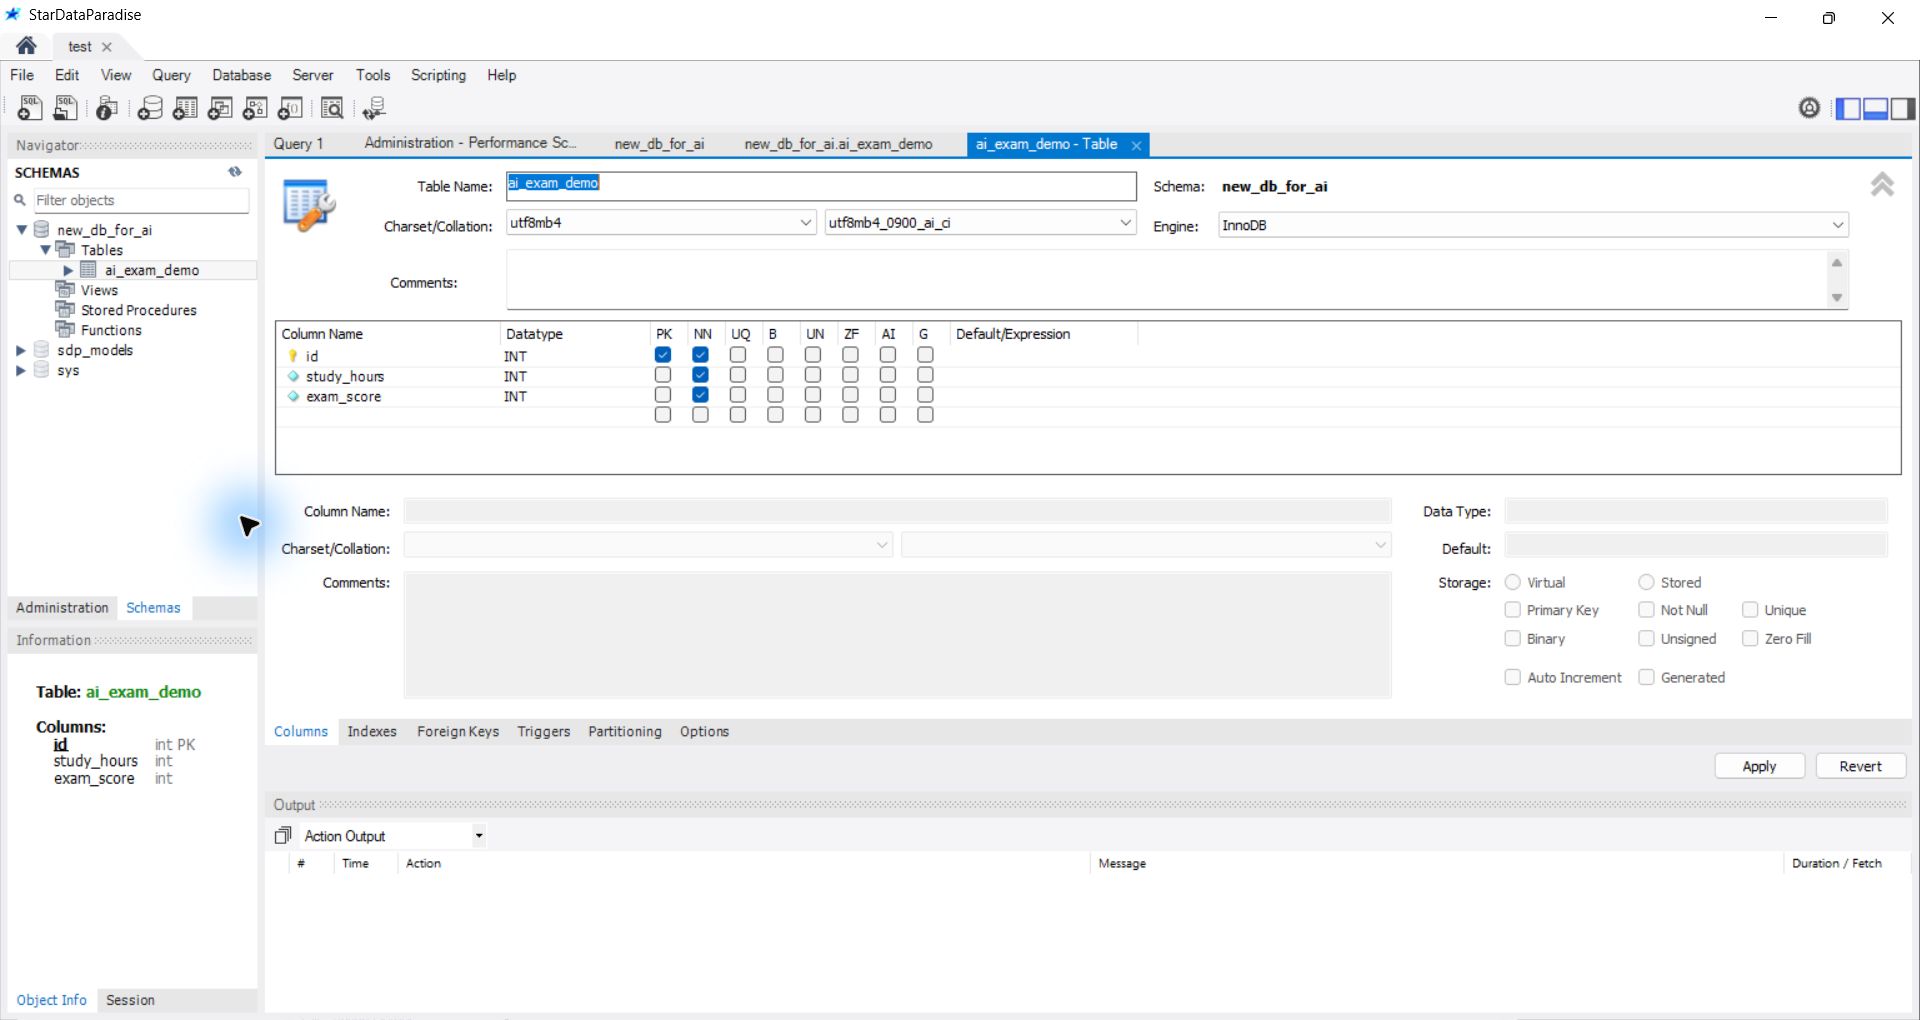 StarDataParadise
test
File Edit View Query Database Server Tools Scripting Help
Navigator
SCHEMAS
Filter objects
new_db_for_ai
Tables
ai_exam_demo
Views
Stored Procedures
Functions
sdp_models
sys
Administration Schemas
Information
Table: ai_exam_demo
Columns:
id int PK
study_hours int
exam_score int
Object Info Session
Query 1 Administration - Performance Sc... new_db_for_ai new_db_for_ai.ai_exam_demo ai_exam_demo - Table
Table Name: ai_exam_demo Schema: new_db_for_ai
Charset/Collation: utf8mb4 utf8mb4_0900_ai_ci Engine: InnoDB
Comments:
Column Name Datatype PK NN UQ B UN ZF AI G Default/Expression
id INT
study_hours INT
exam_score INT
Column Name: Data Type:
Charset/Collation: Default:
Comments: Storage: Virtual Stored
Primary Key Not Null Unique
Binary Unsigned Zero Fill
Auto Increment Generated
Columns Indexes Foreign Keys Triggers Partitioning Options
Apply Revert
Output
Action Output
# Time Action Message Duration / Fetch